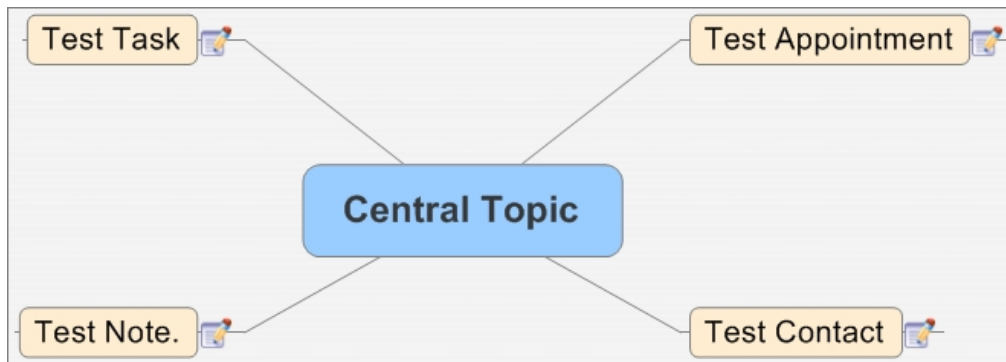 Test Task
Test Appointment
Central Topic
Test Note.
Test Contact